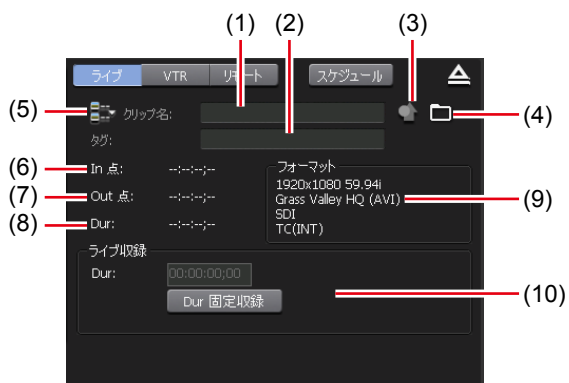 (1)
(2)
(3)
ライブ VTR リモート スケジュール
(5) クリップ名: (4)
タグ:
(6) In 点: --:--:--;--
フォーマット
1920x1080 59.94i
(7) Out 点: --:--:--;-- Grass Valley HQ (AVI) (9)
SDI
(8) Dur: --:--:--;-- TC(INT)
ライブ収録
Dur: 00:00:00;00
(10)
Dur 固定収録